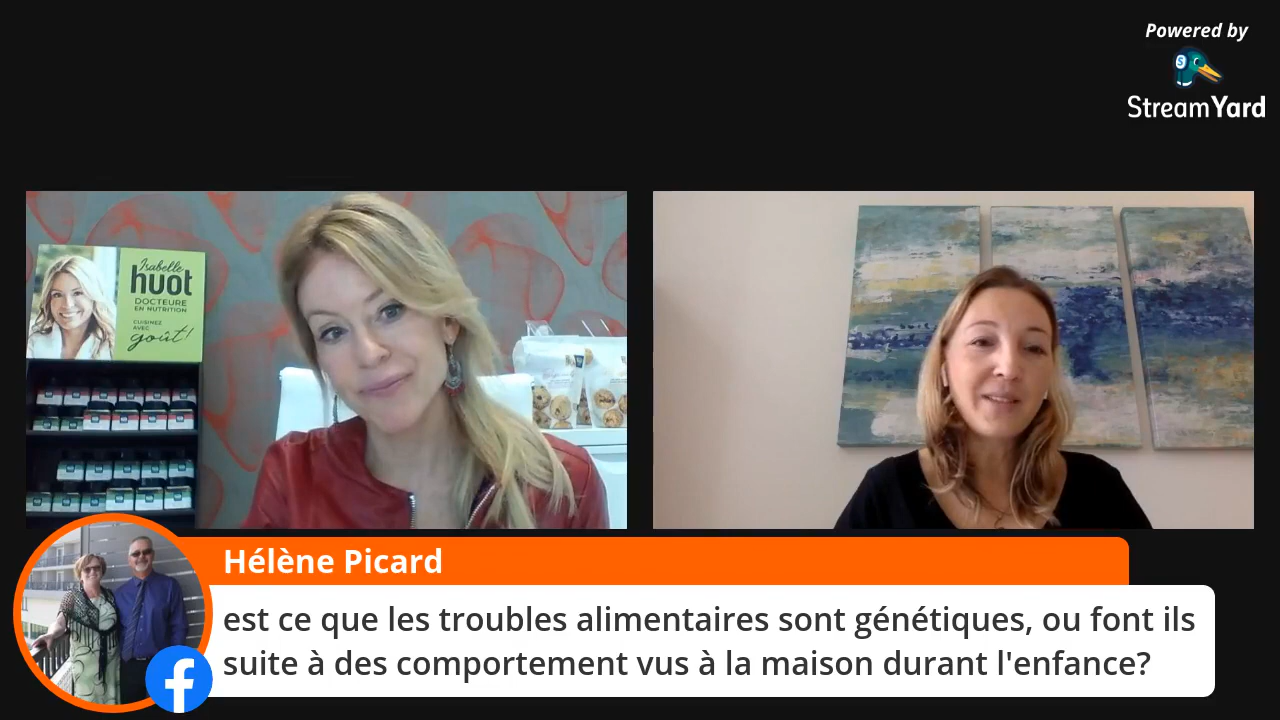 Powered by
StreamYard
Isabelle
huot
DOCTEURE
EN NUTRITION
CUISINEZ
AVEC
goût!
Hélène Picard
est ce que les troubles alimentaires sont génétiques, ou font ils
suite à des comportement vus à la maison durant l'enfance?